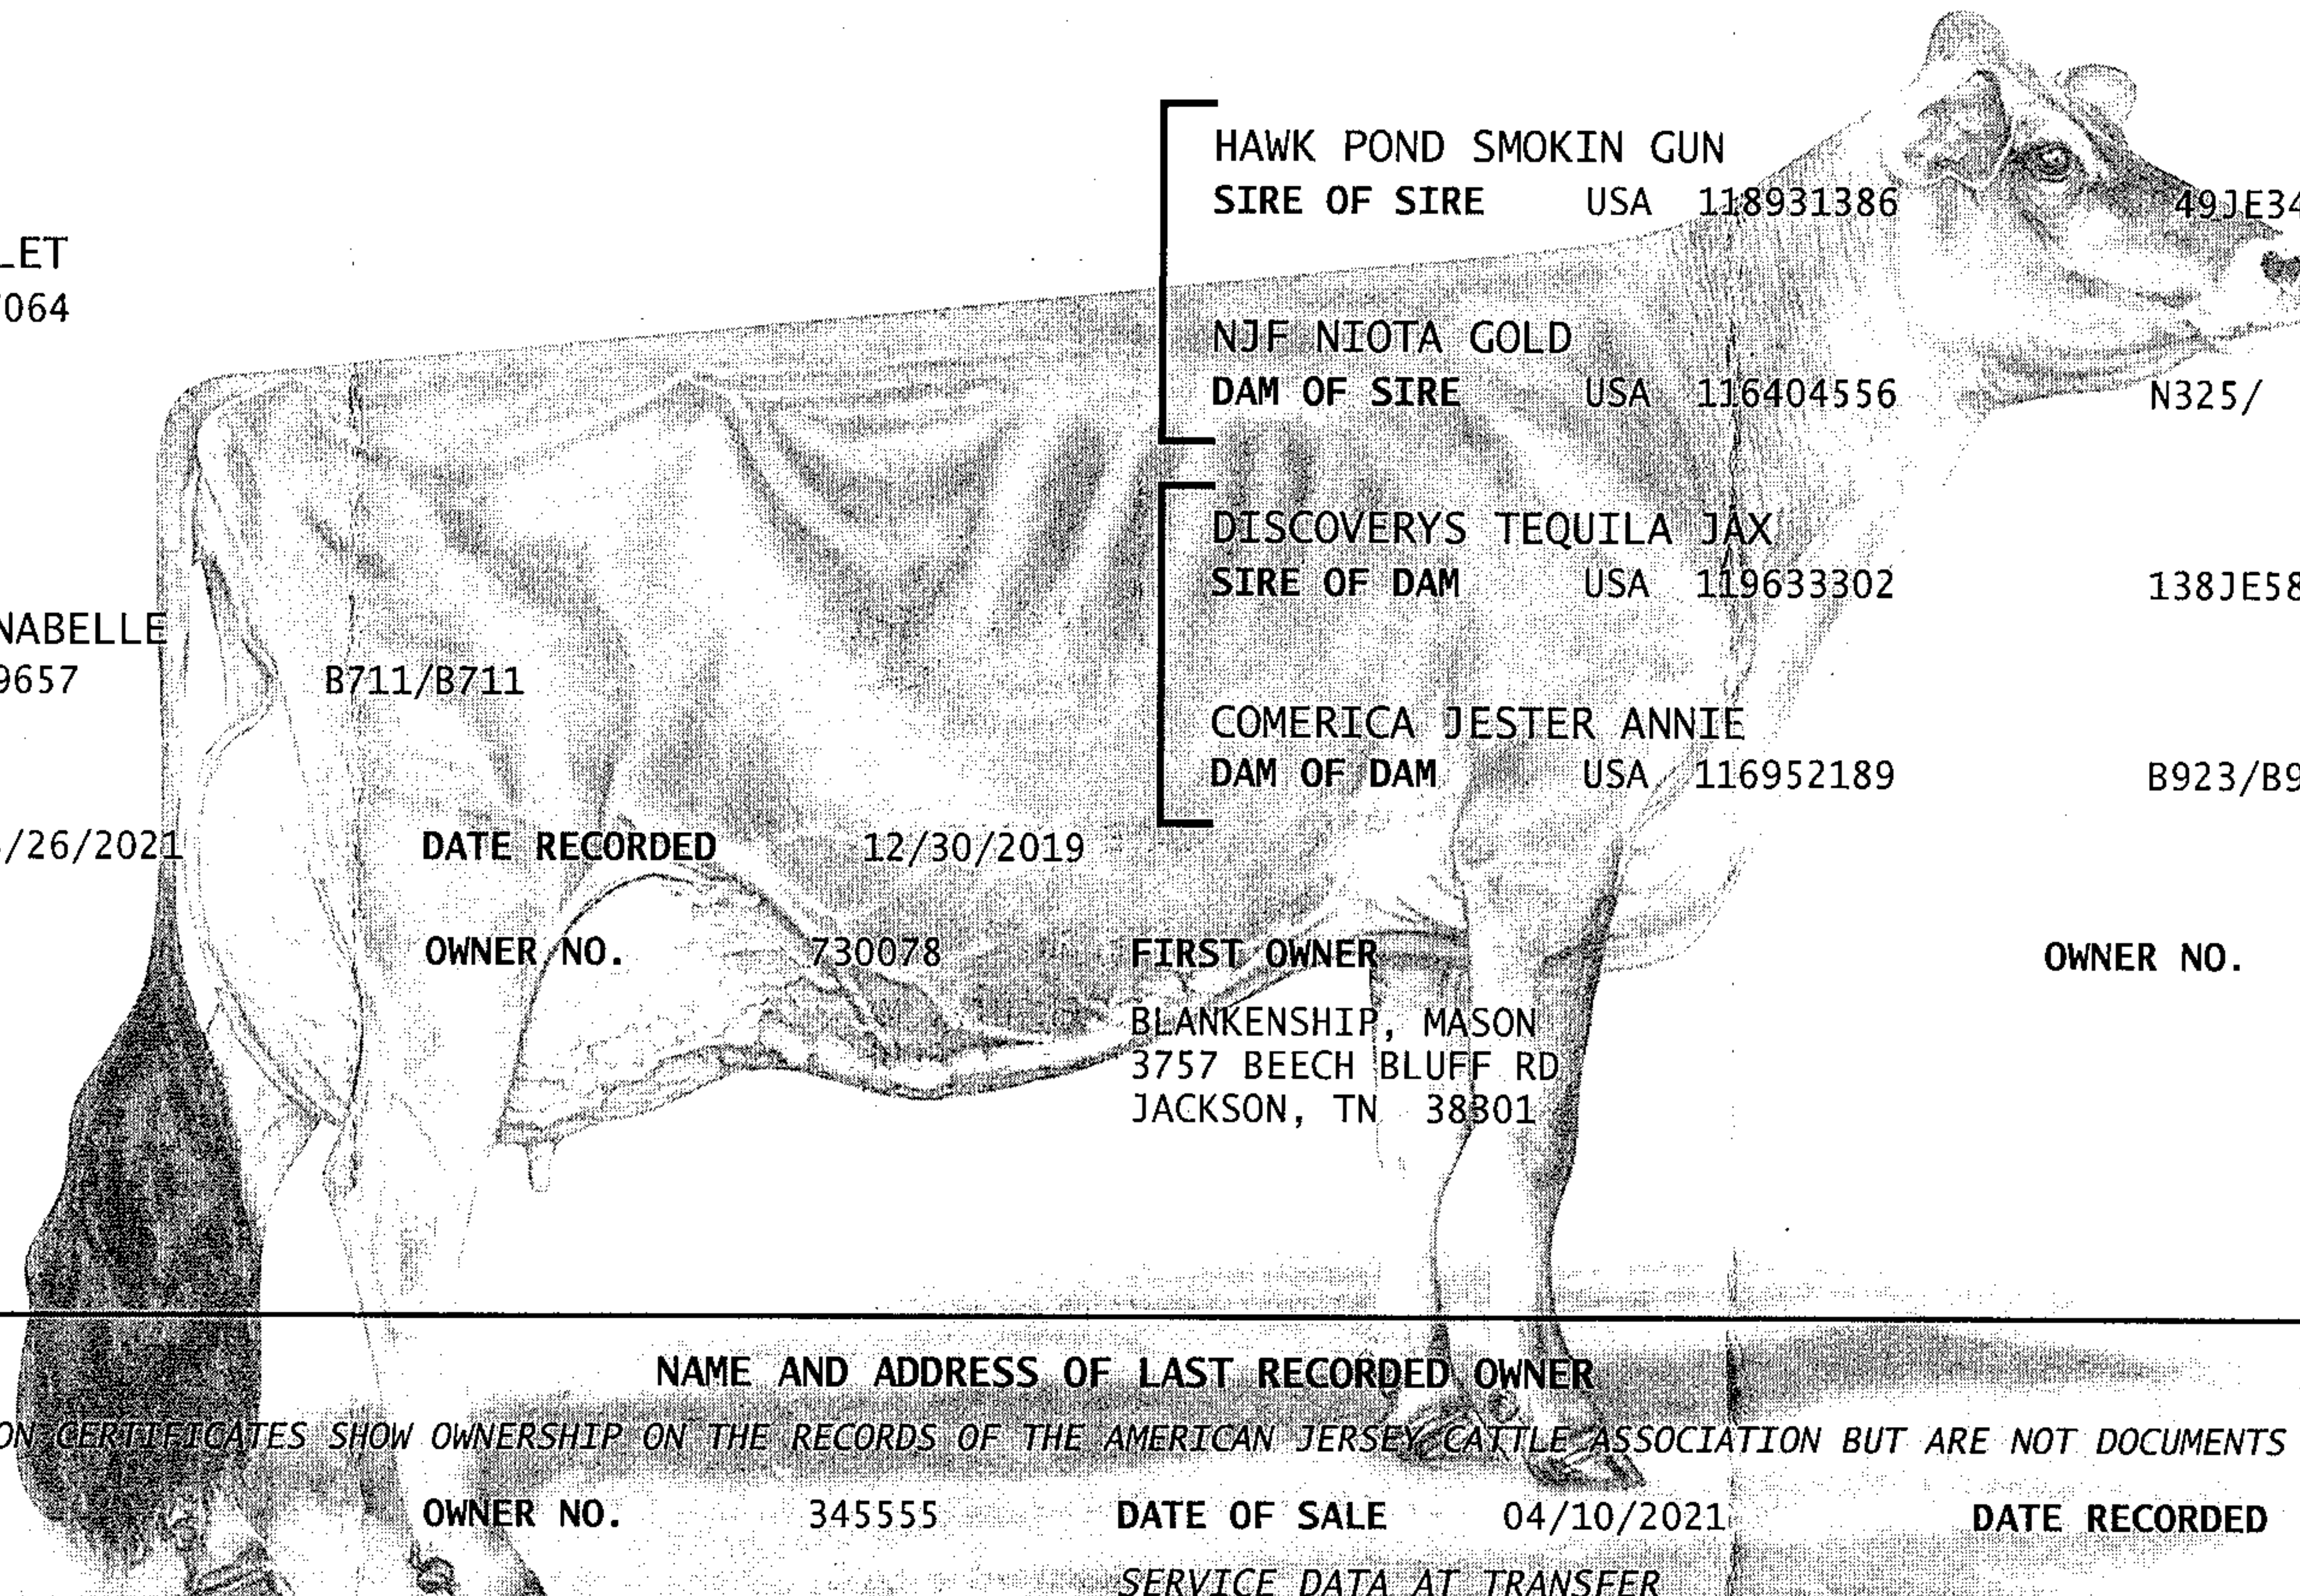 HAWK POND SMOKIN GUN
SIRE OF SIRE USA 118931386 49JE34
LET
064
NJF NIOTA GOLD
DAM OF SIRE USA 116404556 N325/
DISCOVERYS TEQUILA JAX
SIRE OF DAM USA 119633302 138JE58
NABELLE
9657 B711/B711
COMERICA JESTER ANNIE
DAM OF DAM USA 116952189 B923/B9
/26/2021 DATE RECORDED 12/30/2019
OWNER NO. 730078 FIRST OWNER OWNER NO.
BLANKENSHIP, MASON
3757 BEECH BLUFF RD
JACKSON, TN 38301
NAME AND ADDRESS OF LAST RECORDED OWNER
ON CERTIFICATES SHOW OWNERSHIP ON THE RECORDS OF THE AMERICAN JERSEY CATTLE ASSOCIATION BUT ARE NOT DOCUMENTS
OWNER NO. 345555 DATE OF SALE 04/10/2021 DATE RECORDED
SERVICE DATA AT TRANSFER